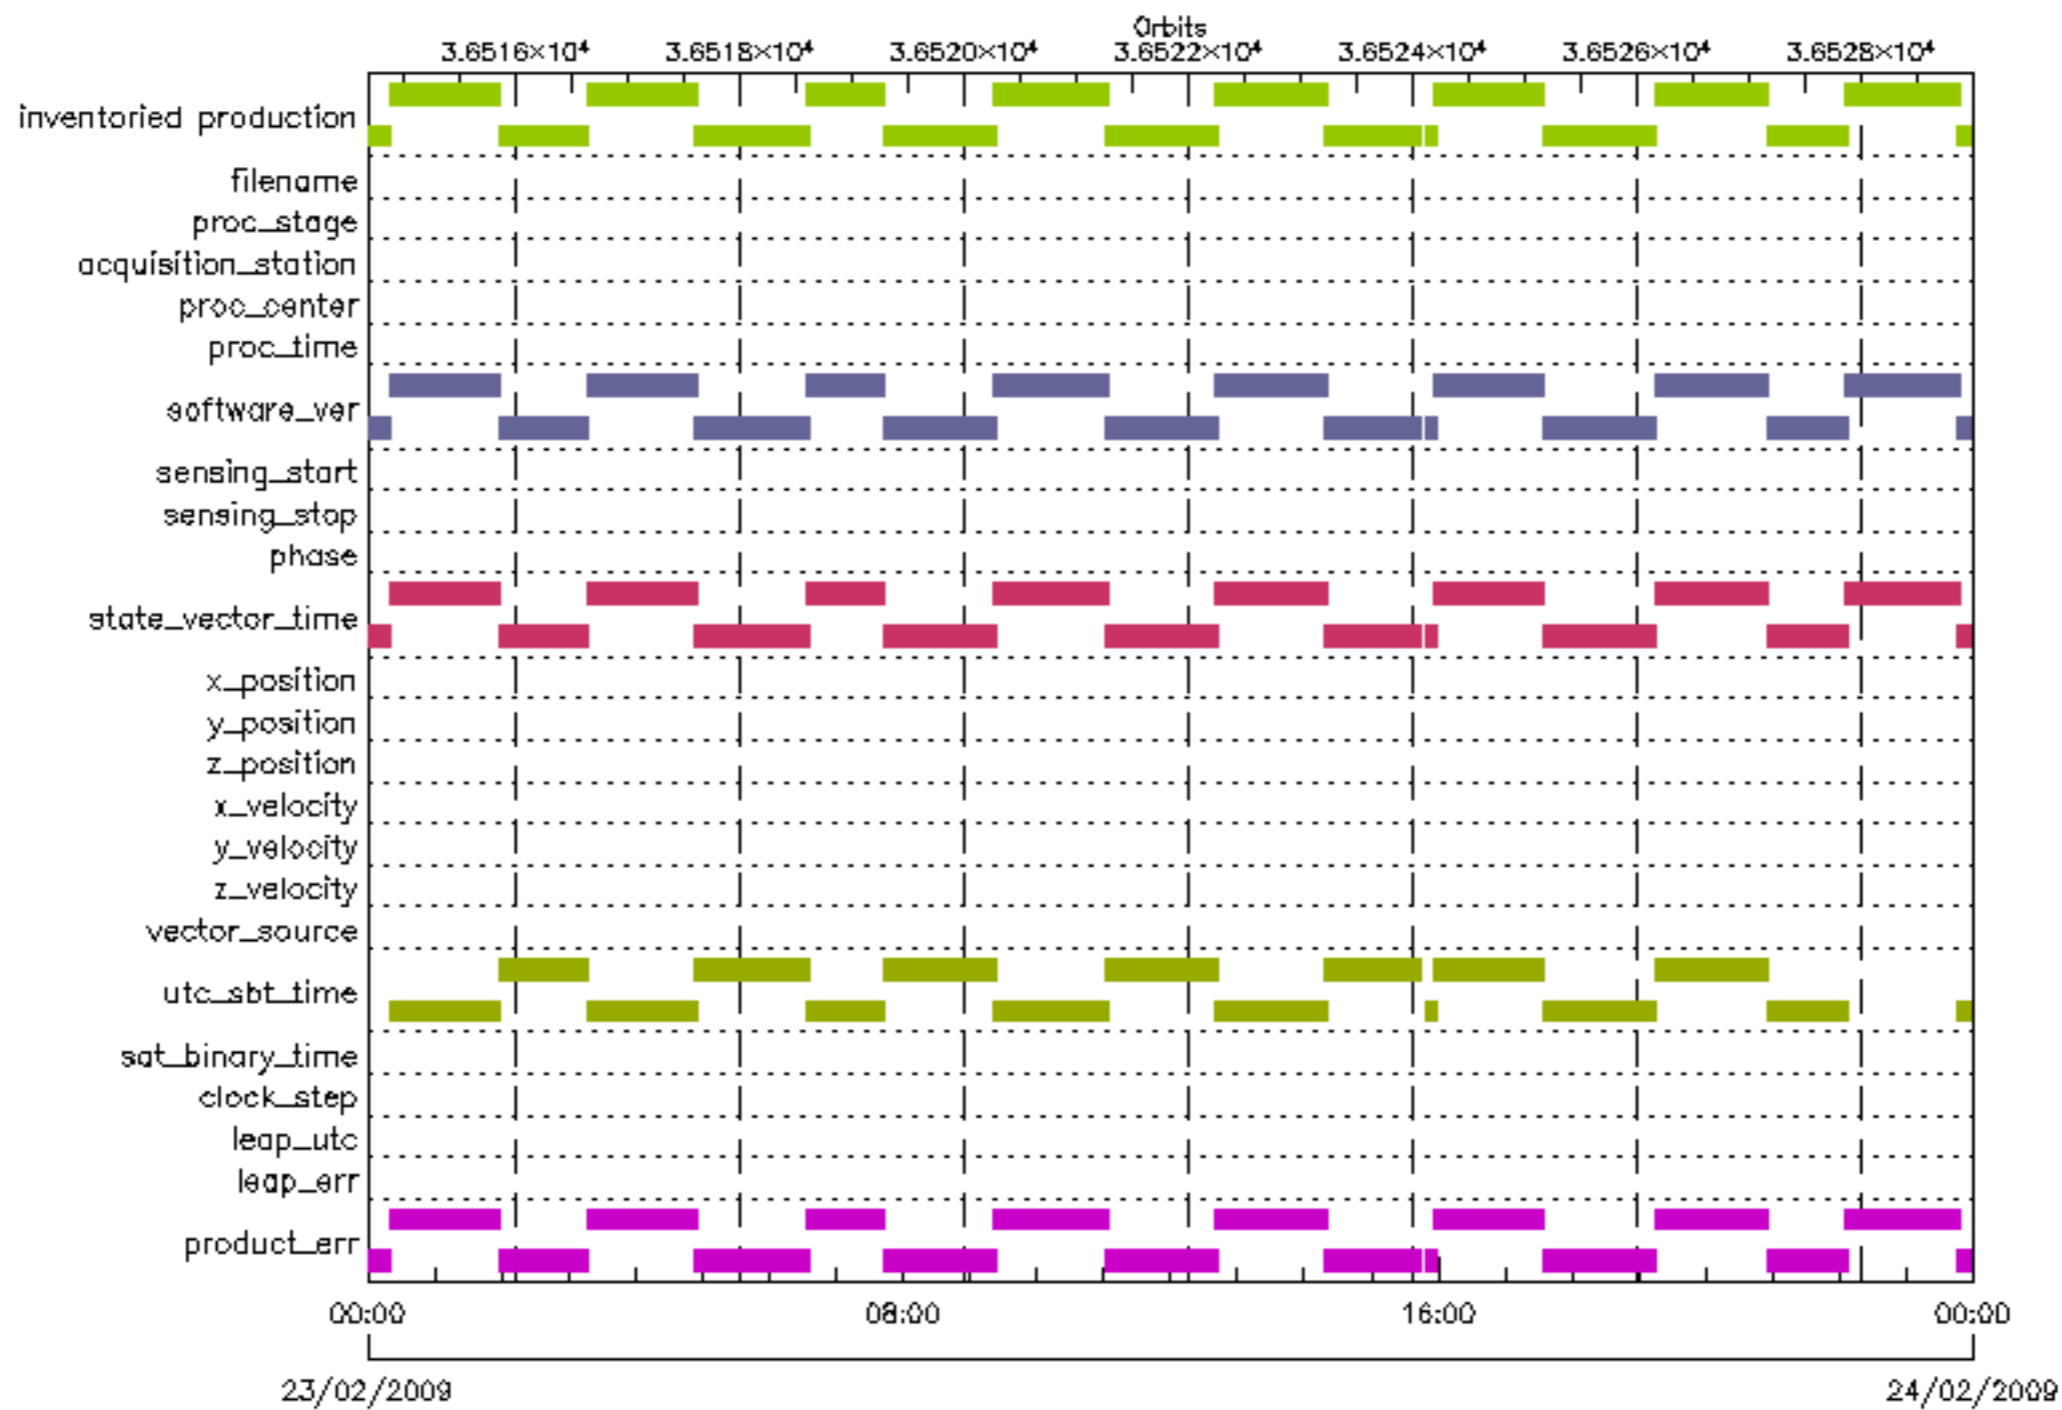 Orbits
3.6516×10⁴ 3.6518×10⁴ 3.6520×10⁴ 3.6522×10⁴ 3.6524×10⁴ 3.6526×10⁴ 3.6528×10⁴
inventoried production
filename
proc_stage
acquisition_station
proc_center
proc_time
software_ver
sensing_start
sensing_stop
phase
state_vector_time
x_position
y_position
z_position
x_velocity
y_velocity
z_velocity
vector_source
utc_sbt_time
sat_binary_time
clock_step
leap_utc
leap_err
product_err
00:00 08:00 16:00 00:00
23/02/2009 24/02/2009